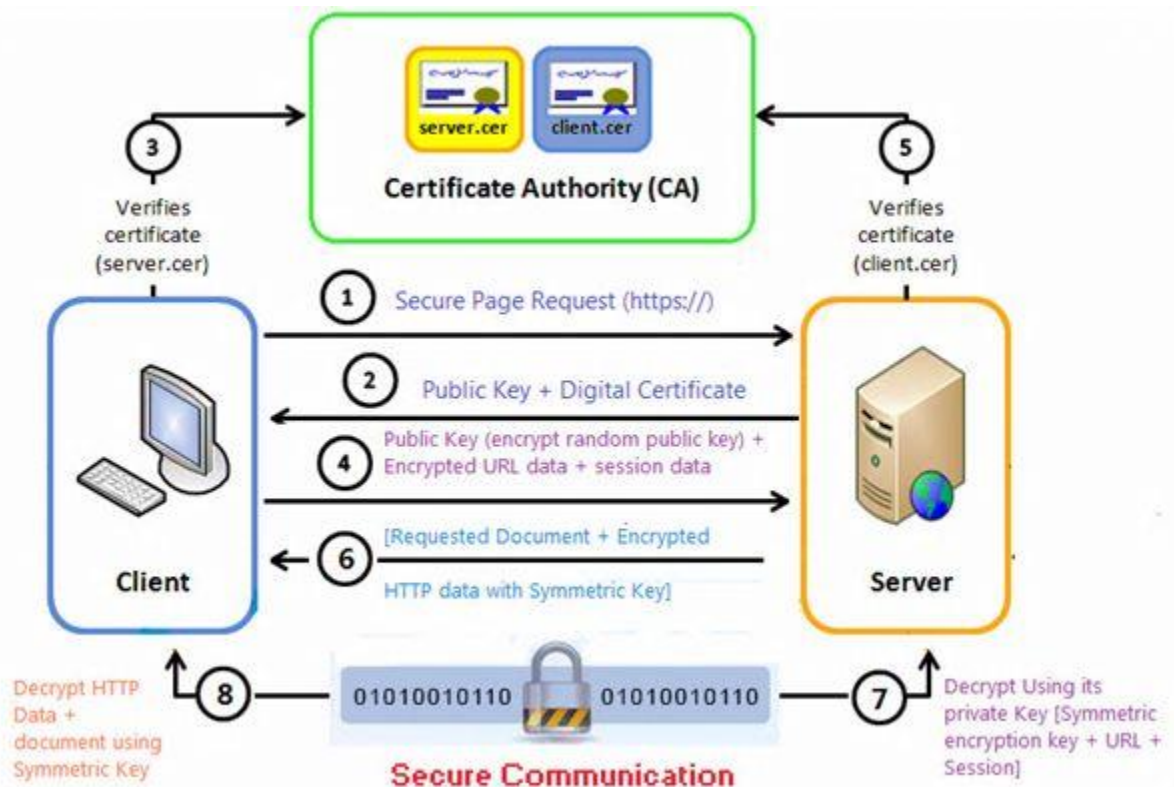 server.cer
client.cer
Certificate Authority (CA)
3
5
Verifies
certificate
(server.cer)
Verifies
certificate
(client.cer)
1
Secure Page Request (https://)
2
Public Key + Digital Certificate
4
Public Key (encrypt random public key) +
Encrypted URL data + session data
6
[Requested Document + Encrypted
HTTP data with Symmetric Key]
Client
Server
8
01010010110
01010010110
7
Decrypt HTTP
Data +
document using
Symmetric Key
Decrypt Using its
private Key [Symmetric
encryption key + URL +
Session]
Secure Communication